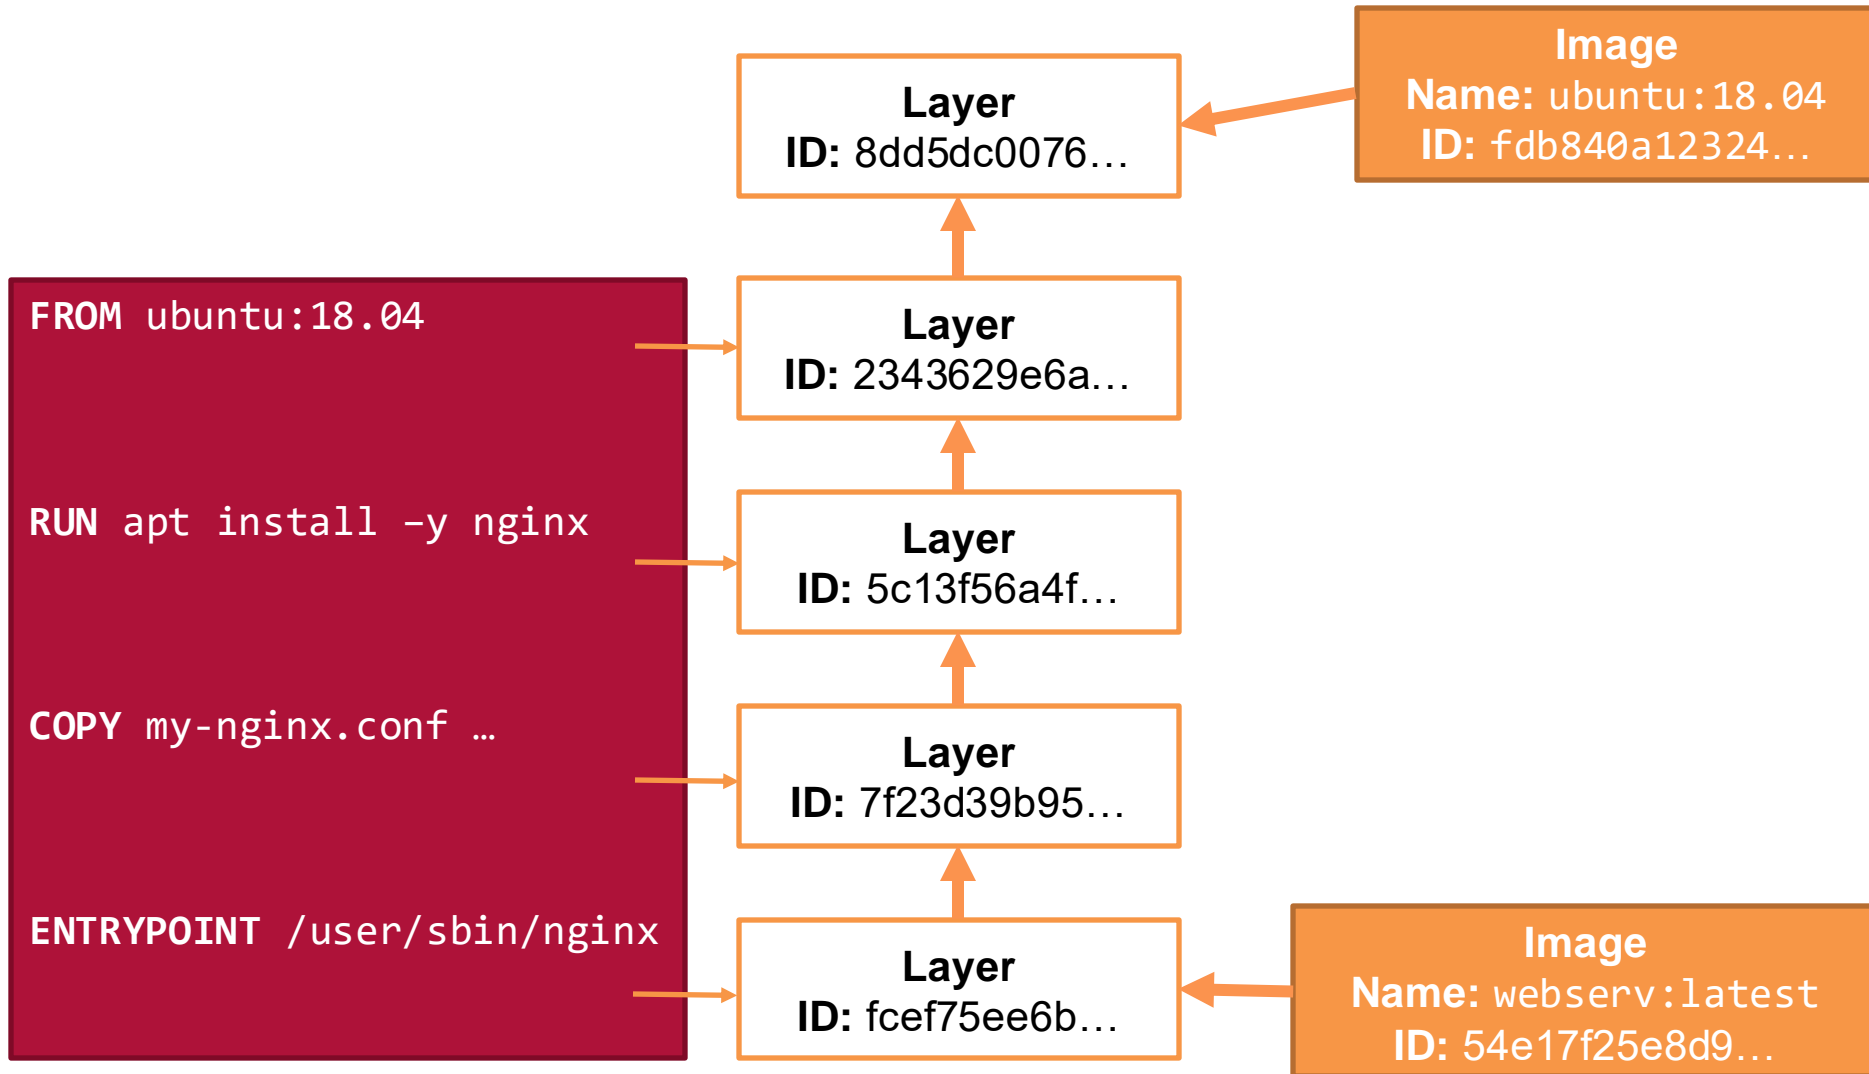 Layer
ID: 8dd5dc0076…
Image
Name: ubuntu:18.04
ID: fdb840a12324…
FROM ubuntu:18.04
Layer
ID: 2343629e6a…
RUN apt install –y nginx
Layer
ID: 5c13f56a4f…
COPY my-nginx.conf …
Layer
ID: 7f23d39b95…
ENTRYPOINT /user/sbin/nginx
Layer
ID: fcef75ee6b…
Image
Name: webserv:latest
ID: 54e17f25e8d9…